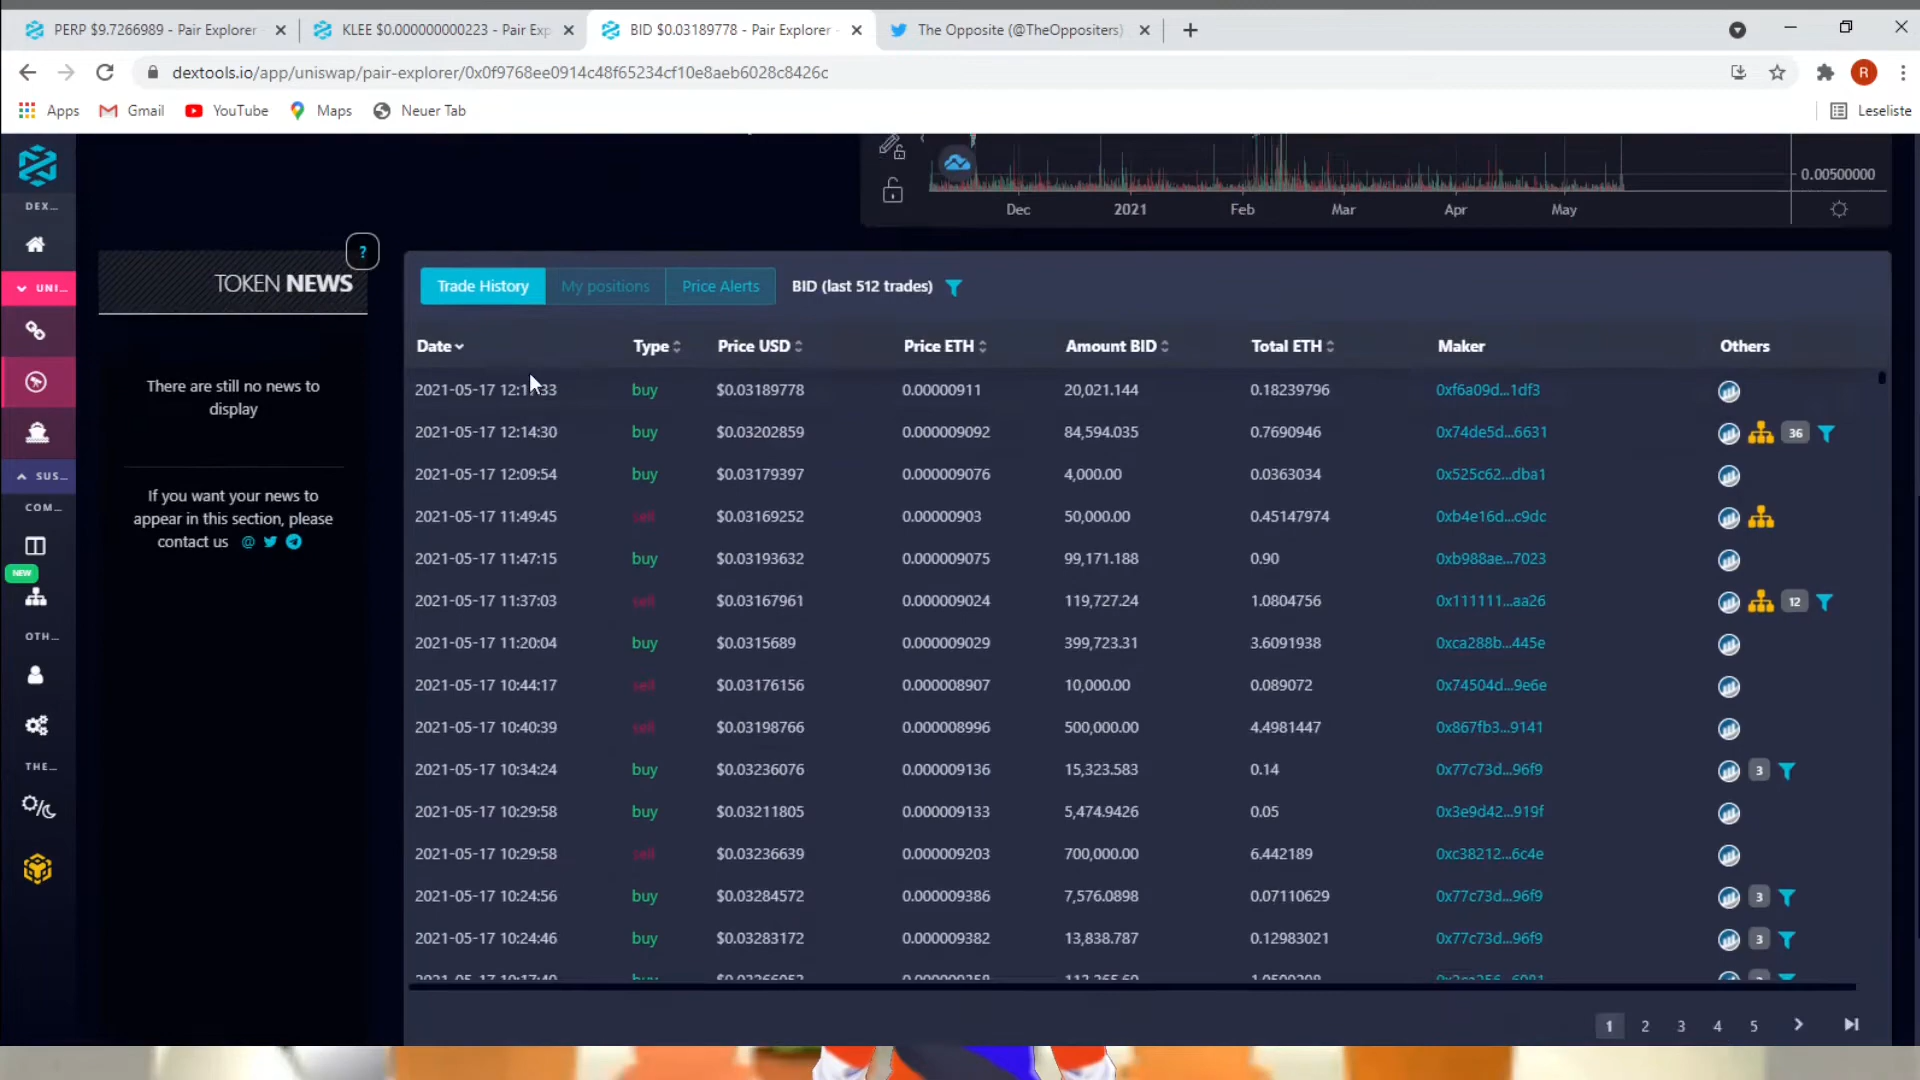 PERP $9.7266989 - Pair Explorer
KLEE $0.000000000223 - Pair Exp
BID $0.03189778 - Pair Explorer -
The Opposite (@TheOppositers)
dextools.io/app/uniswap/pair-explorer/0x0f9768ee0914c48f65234cf10e8aeb6028c8426c
R
Apps
Gmail
YouTube
Maps
Neuer Tab
Leseliste
0.00500000
Dec
2021
Feb
Mar
Apr
May
DEX...
UNI...
SUS...
COM...
NEW
OTH...
THE...
?
TOKEN NEWS
There are still no news to
display
If you want your news to
appear in this section, please
contact us @
Trade History
My positions
Price Alerts
BID (last 512 trades)
Date Type Price USD Price ETH Amount BID Total ETH Maker Others
buy $0.03189778 0.00000911 20,021.144 0.18239796 0xf6a09d...1df3
2021-05-17 12:14:30 buy $0.03202859 0.000009092 84,594.035 0.7690946 0x74de5d...6631 36
2021-05-17 12:09:54 buy $0.03179397 0.000009076 4,000.00 0.0363034 0x525c62...dba1
2021-05-17 11:49:45 sell $0.03169252 0.00000903 50,000.00 0.45147974 0xb4e16d...c9dc
2021-05-17 11:47:15 buy $0.03193632 0.000009075 99,171.188 0.90 0xb988ae...7023
2021-05-17 11:37:03 sell $0.03167961 0.000009024 119,727.24 1.0804756 0x111111...aa26 12
2021-05-17 11:20:04 buy $0.0315689 0.000009029 399,723.31 3.6091938 0xca288b...445e
2021-05-17 10:44:17 sell $0.03176156 0.000008907 10,000.00 0.089072 0x74504d...9e6e
2021-05-17 10:40:39 sell $0.03198766 0.000008996 500,000.00 4.4981447 0x867fb3...9141
2021-05-17 10:34:24 buy $0.03236076 0.000009136 15,323.583 0.14 0x77c73d...96f9 3
2021-05-17 10:29:58 buy $0.03211805 0.000009133 5,474.9426 0.05 0x3e9d42...919f
2021-05-17 10:29:58 sell $0.03236639 0.000009203 700,000.00 6.442189 0xc38212...6c4e
2021-05-17 10:24:56 buy $0.03284572 0.000009386 7,576.0898 0.07110629 0x77c73d...96f9 3
2021-05-17 10:24:46 buy $0.03283172 0.000009382 13,838.787 0.12983021 0x77c73d...96f9 3
1 2 3 4 5